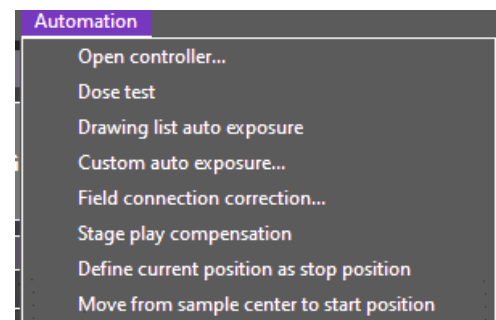 Automation
Open controller...
Dose test
Drawing list auto exposure
Custom auto exposure...
Field connection correction...
Stage play compensation
Define current position as stop position
Move from sample center to start position